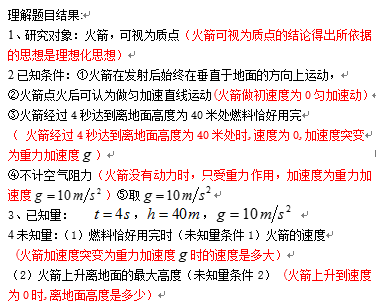 理解题目结果:
1、研究对象：火箭，可视为质点（火箭可视为质点的结论得出所依据
的思想是理想化思想）
2 已知条件：①火箭在发射后始终在垂直于地面的方向上运动，
②火箭点火后可认为做匀加速直线运动(火箭做初速度为 0 匀加速动）
③火箭经过 4 秒达到离地面高度为 40 米处燃料恰好用完
（ 火箭经过 4 秒达到离地面高度为 40 米处时, 速度为 0, 加速度突变
为重力加速度 g ）
④不计空气阻力（火箭没有动力时，只受重力作用，加速度为重力加
速度 g = 10 m/s²）⑤取 g = 10 m/s²
3、已知量： t = 4s，h = 40m，g = 10 m/s²
4 未知量：（1）燃料恰好用完时（未知量条件 1）火箭的速度
（火箭加速度突变为重力加速度 g 时的速度是多大）
（2）火箭上升离地面的最大高度（未知量条件 2）（火箭上升到速度
为 0 时, 离地面高度是多少）